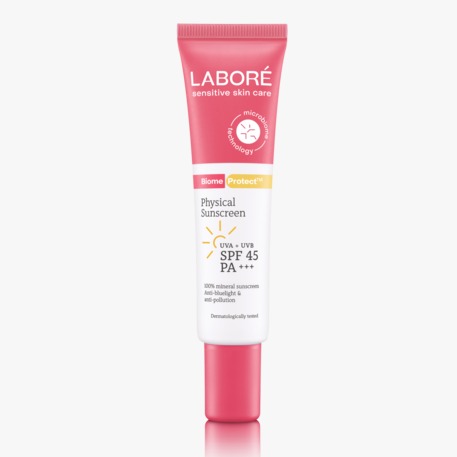 LABORÉ
sensitive skin care
microbiome
technology
Biome Protect™
Physical
Sunscreen
UVA + UVB
SPF 45
PA +++
100% mineral sunscreen
Anti-bluelight &
anti-pollution
Dermatologically tested